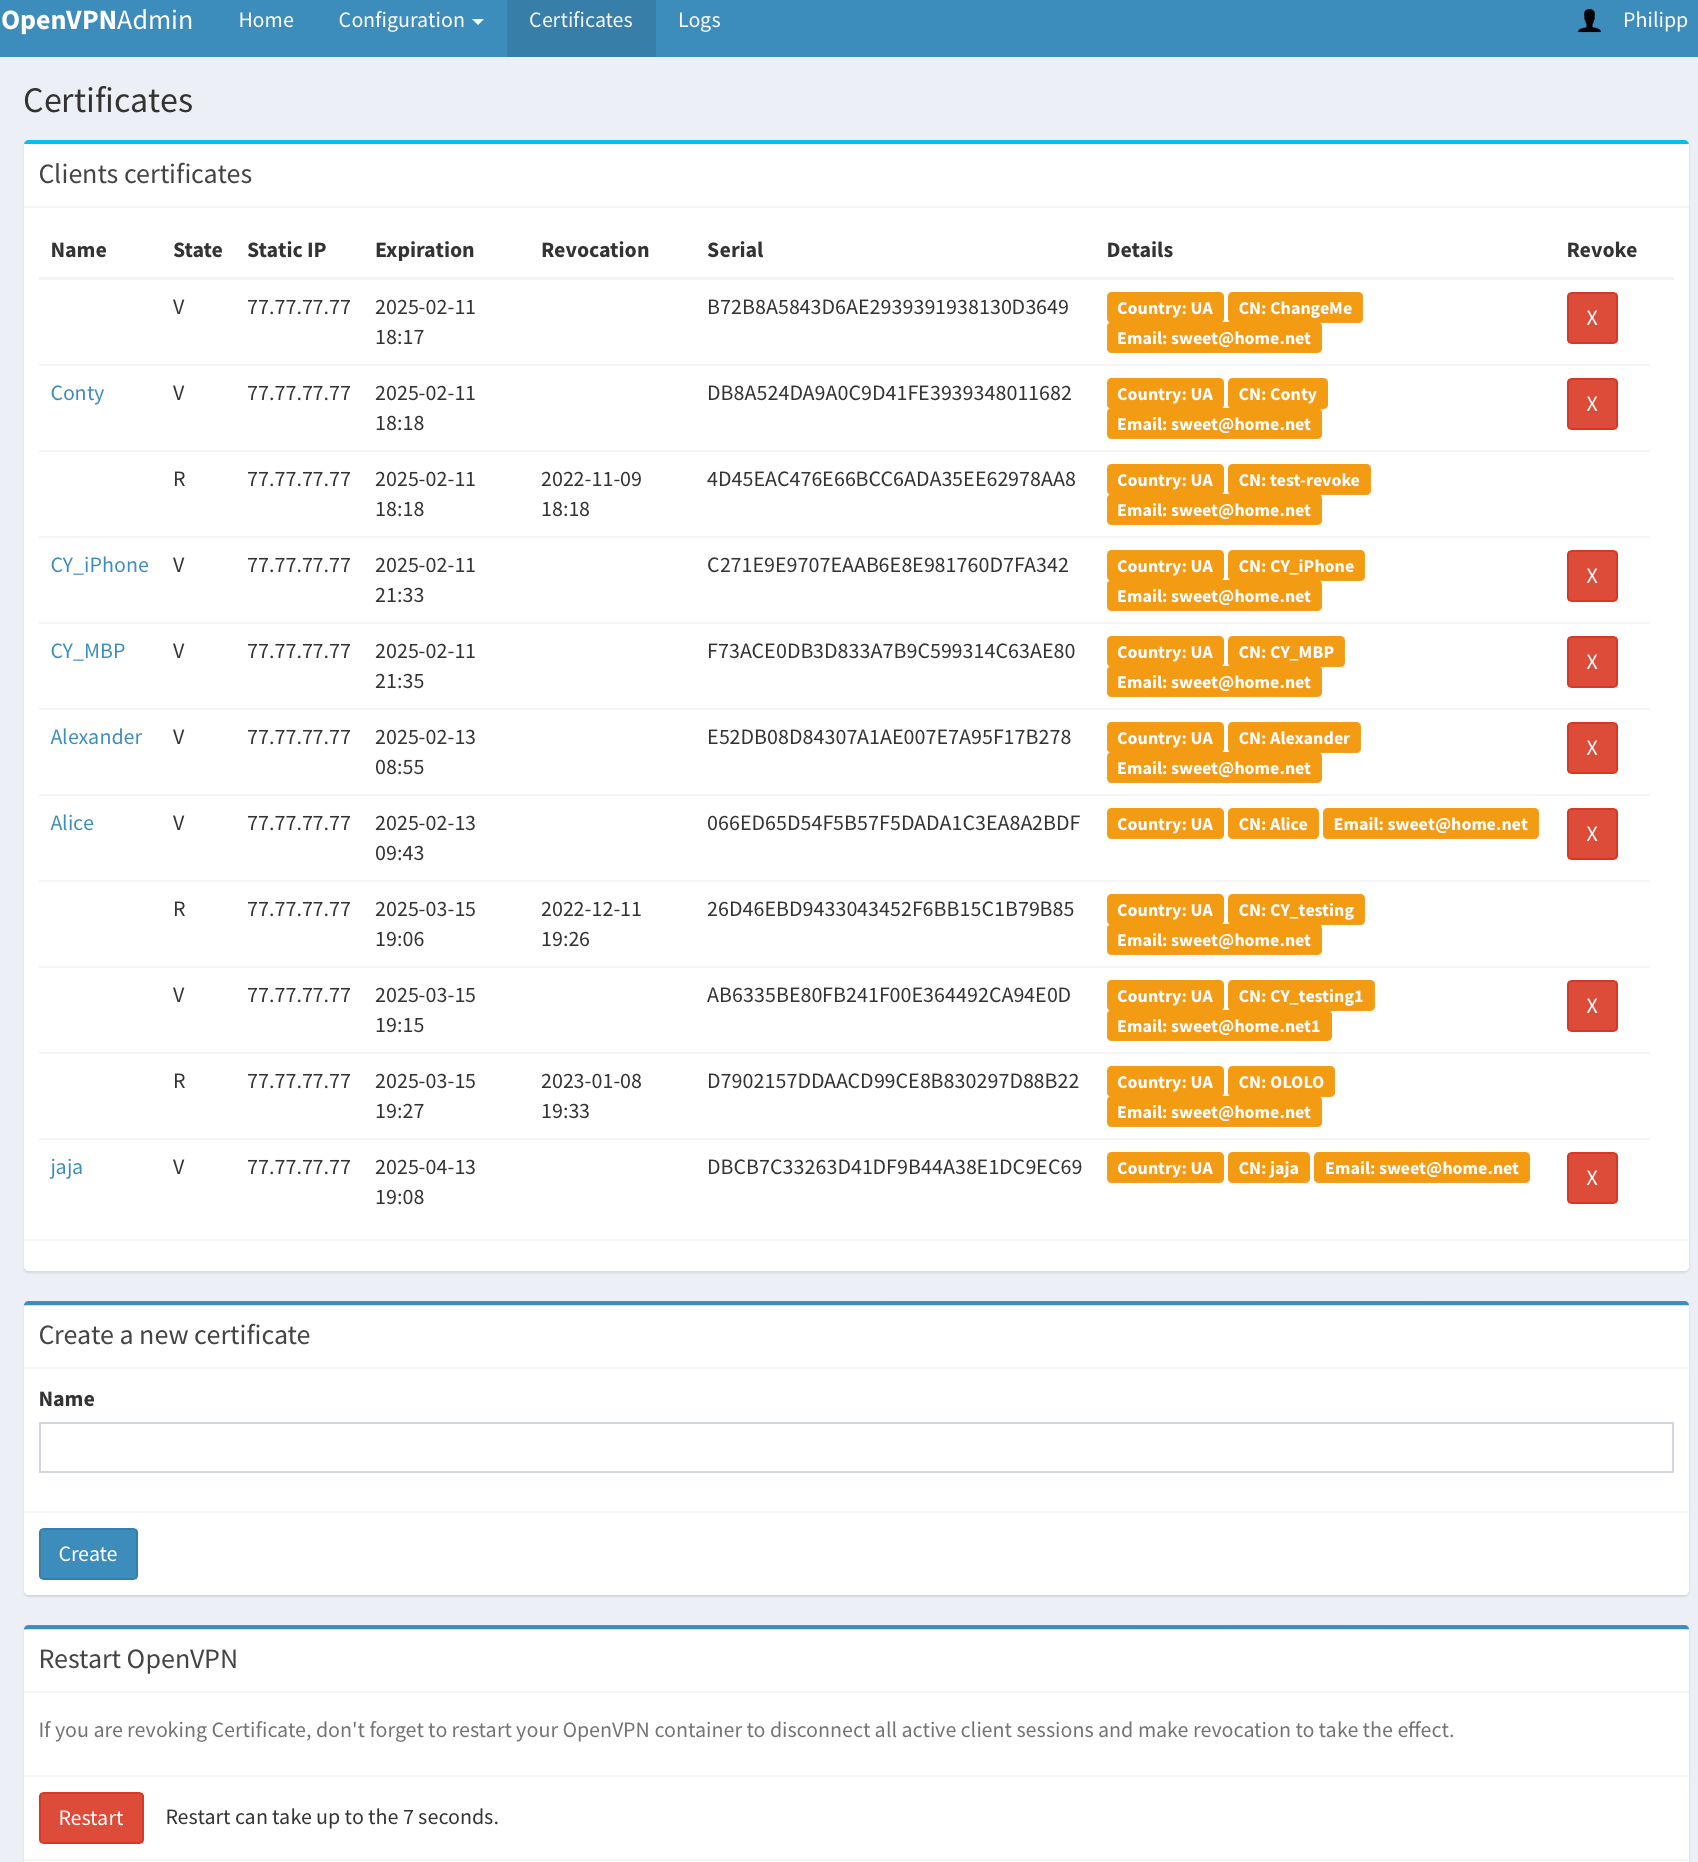 OpenVPNAdmin Home Configuration Certificates Logs Philipp
Certificates
Clients certificates
Name State Static IP Expiration Revocation Serial Details Revoke
V 77.77.77.77 2025-02-11 B72B8A5843D6AE2939391938130D3649 Country: UA CN: ChangeMe X
18:17 Email: sweet@home.net
Conty V 77.77.77.77 2025-02-11 DB8A524DA9A0C9D41FE3939348011682 Country: UA CN: Conty X
18:18 Email: sweet@home.net
R 77.77.77.77 2025-02-11 2022-11-09 4D45EAC476E66BCC6ADA35EE62978AA8 Country: UA CN: test-revoke
18:18 18:18 Email: sweet@home.net
CY_iPhone V 77.77.77.77 2025-02-11 C271E9E9707EAAB6E8E981760D7FA342 Country: UA CN: CY_iPhone X
21:33 Email: sweet@home.net
CY_MBP V 77.77.77.77 2025-02-11 F73ACE0DB3D833A7B9C599314C63AE80 Country: UA CN: CY_MBP X
21:35 Email: sweet@home.net
Alexander V 77.77.77.77 2025-02-13 E52DB08D84307A1AE007E7A95F17B278 Country: UA CN: Alexander X
08:55 Email: sweet@home.net
Alice V 77.77.77.77 2025-02-13 066ED65D54F5B57F5DADA1C3EA8A2BDF Country: UA CN: Alice Email: sweet@home.net X
09:43
R 77.77.77.77 2025-03-15 2022-12-11 26D46EBD9433043452F6BB15C1B79B85 Country: UA CN: CY_testing
19:06 19:26 Email: sweet@home.net
V 77.77.77.77 2025-03-15 AB6335BE80FB241F00E364492CA94E0D Country: UA CN: CY_testing1 X
19:15 Email: sweet@home.net1
R 77.77.77.77 2025-03-15 2023-01-08 D7902157DDAACD99CE8B830297D88B22 Country: UA CN: OLOLO
19:27 19:33 Email: sweet@home.net
jaja V 77.77.77.77 2025-04-13 DBCB7C33263D41DF9B44A38E1DC9EC69 Country: UA CN: jaja Email: sweet@home.net X
19:08
Create a new certificate
Name
Create
Restart OpenVPN
If you are revoking Certificate, don't forget to restart your OpenVPN container to disconnect all active client sessions and make revocation to take the effect.
Restart Restart can take up to the 7 seconds.